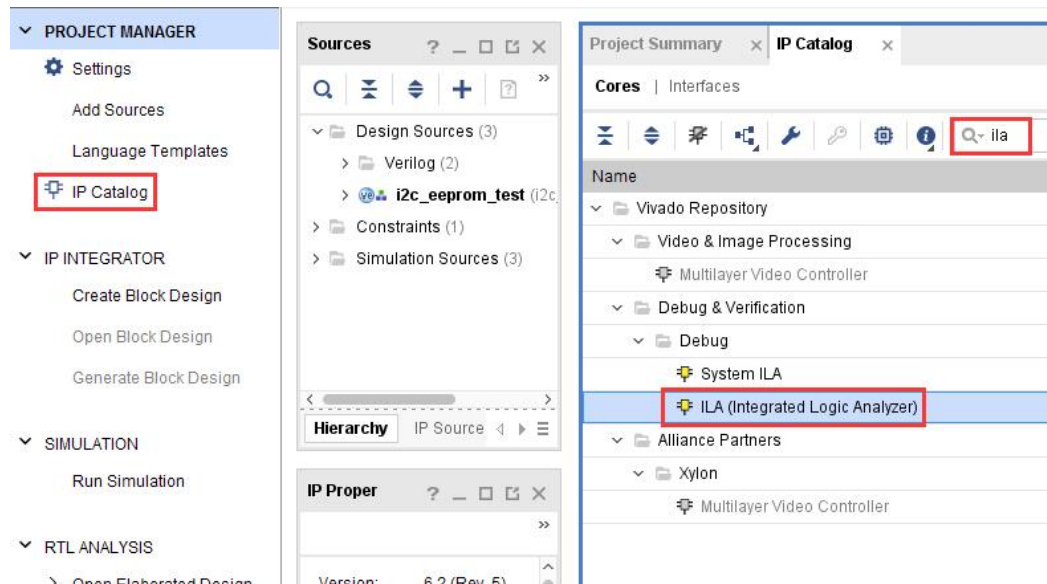 PROJECT MANAGER
Settings
Add Sources
Language Templates
IP Catalog
IP INTEGRATOR
Create Block Design
Open Block Design
Generate Block Design
SIMULATION
Run Simulation
RTL ANALYSIS
Open Elaborated Design
Sources
Design Sources (3)
Verilog (2)
i2c_eeprom_test (i2c_
Constraints (1)
Simulation Sources (3)
Hierarchy IP Source
IP Proper
Version: 6.2 (Rev. 5)
Project Summary IP Catalog
Cores | Interfaces
ila
Name
Vivado Repository
Video & Image Processing
Multilayer Video Controller
Debug & Verification
Debug
System ILA
ILA (Integrated Logic Analyzer)
Alliance Partners
Xylon
Multilayer Video Controller